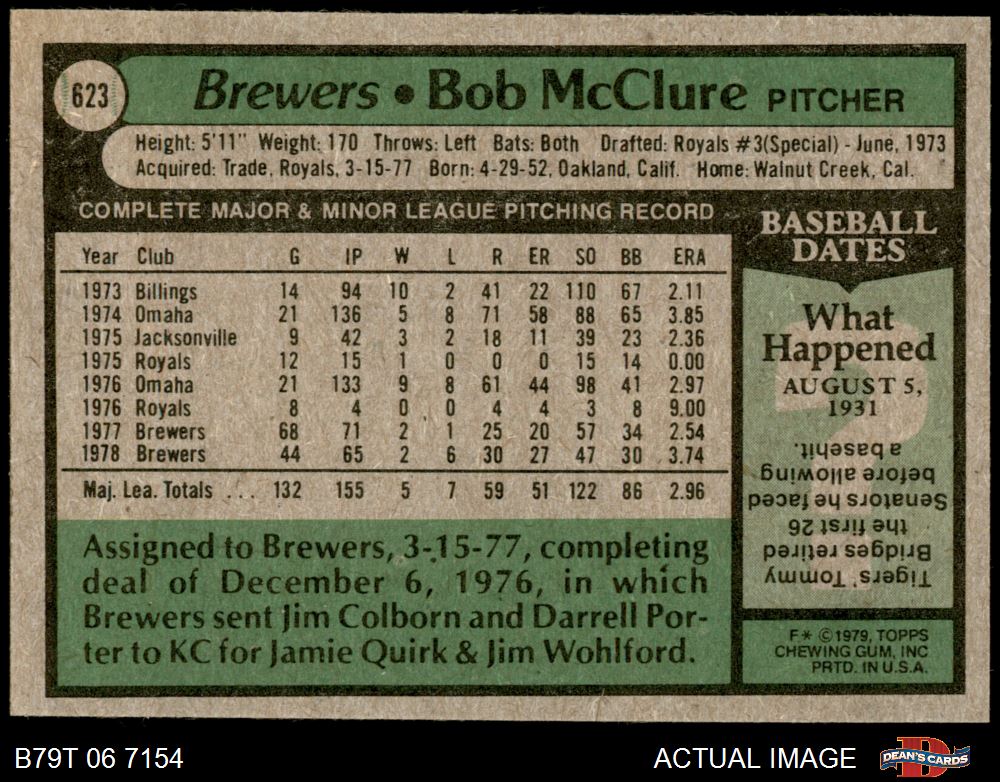 623
Brewers • Bob McClure PITCHER
Height: 5'11" Weight: 170 Throws: Left Bats: Both Drafted: Royals #3(Special) - June, 1973
Acquired: Trade, Royals, 3-15-77 Born: 4-29-52, Oakland, Calif. Home: Walnut Creek, Cal.
COMPLETE MAJOR & MINOR LEAGUE PITCHING RECORD
Year Club G IP W L R ER SO BB ERA
1973 Billings 14 94 10 2 41 22 110 67 2.11
1974 Omaha 21 136 5 8 71 58 88 65 3.85
1975 Jacksonville 9 42 3 2 18 11 39 23 2.36
1975 Royals 12 15 1 0 0 0 15 14 0.00
1976 Omaha 21 133 9 8 61 44 98 41 2.97
1976 Royals 8 4 0 0 4 4 3 8 9.00
1977 Brewers 68 71 2 1 25 20 57 34 2.54
1978 Brewers 44 65 2 6 30 27 47 30 3.74
Maj. Lea. Totals ... 132 155 5 7 59 51 122 86 2.96
Assigned to Brewers, 3-15-77, completing
deal of December 6, 1976, in which
Brewers sent Jim Colborn and Darrell Por-
ter to KC for Jamie Quirk & Jim Wohlford.
BASEBALL
DATES
What
Happened
AUGUST 5,
1931
Tigers' Tommy
Bridges retired
the first 26
Senators he faced
before allowing
a basehit.
F* © 1979, TOPPS
CHEWING GUM, INC
PRTD. IN U.S.A.
B79T 06 7154
ACTUAL IMAGE
DEAN'S CARDS